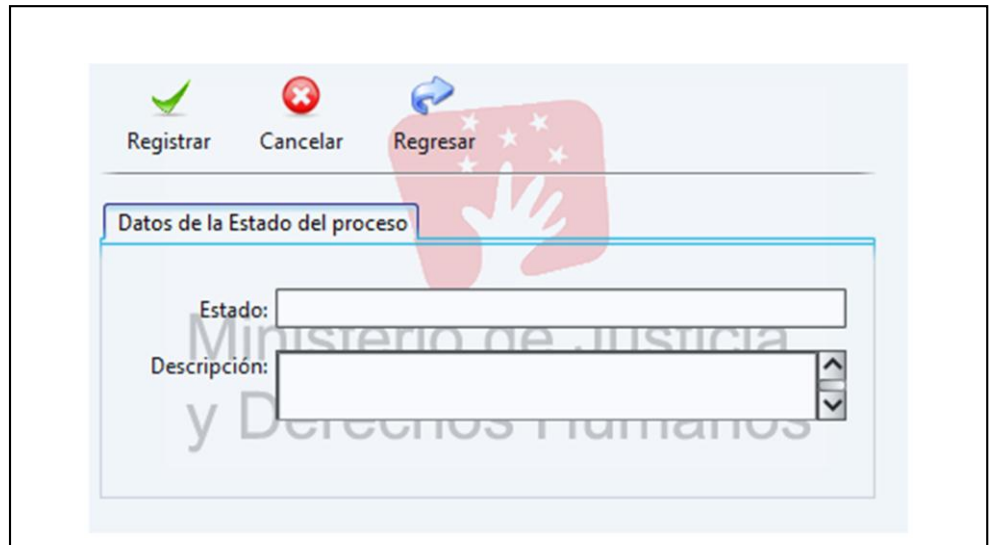 Registrar Cancelar Regresar
Datos de la Estado del proceso
Estado:
Descripción:
Ministerio de Justicia
y Derechos Humanos